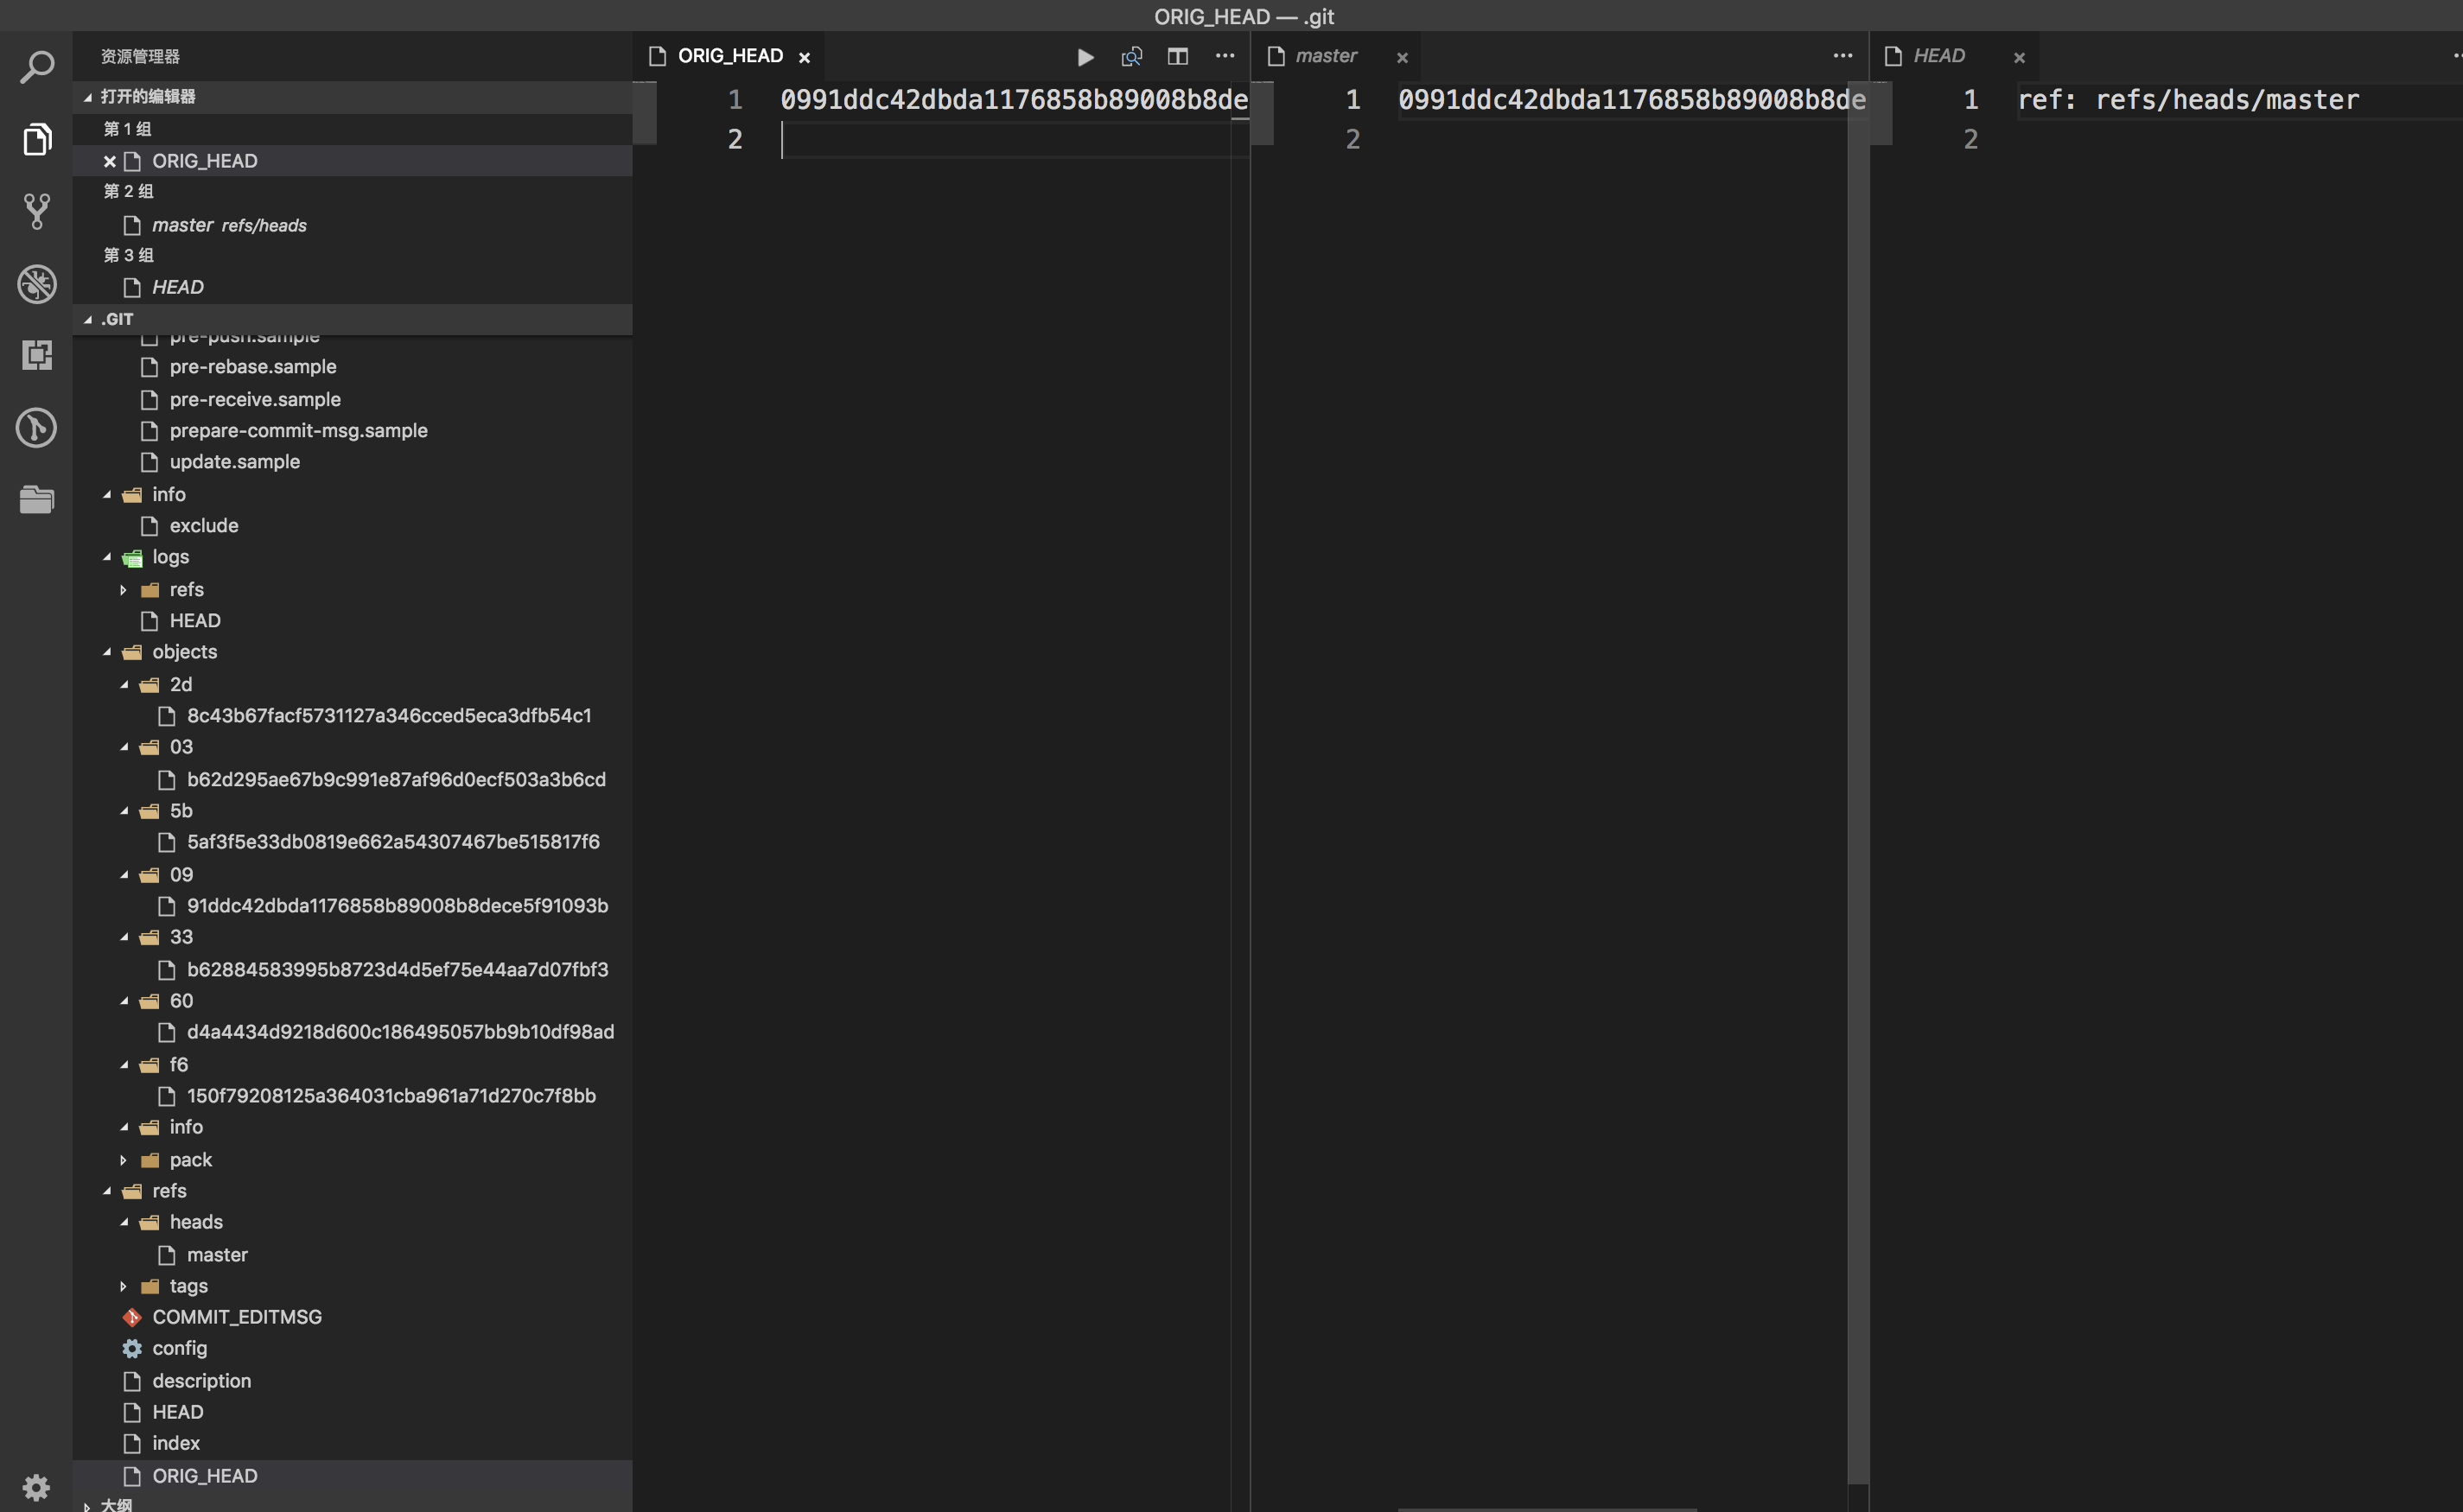 ORIG_HEAD — .git
资源管理器
打开的编辑器
第 1 组
ORIG_HEAD
第 2 组
master refs/heads
第 3 组
HEAD
.GIT
pre-push.sample
pre-rebase.sample
pre-receive.sample
prepare-commit-msg.sample
update.sample
info
exclude
logs
refs
HEAD
objects
2d
8c43b67facf5731127a346cced5eca3dfb54c1
03
b62d295ae67b9c991e87af96d0ecf503a3b6cd
5b
5af3f5e33db0819e662a54307467be515817f6
09
91ddc42dbda1176858b89008b8dece5f91093b
33
b62884583995b8723d4d5ef75e44aa7d07fbf3
60
d4a4434d9218d600c186495057bb9b10df98ad
f6
150f79208125a364031cba961a71d270c7f8bb
info
pack
refs
heads
master
tags
COMMIT_EDITMSG
config
description
HEAD
index
ORIG_HEAD
大纲
ORIG_HEAD
1 0991ddc42dbda1176858b89008b8de
2
master
1 0991ddc42dbda1176858b89008b8de
2
HEAD
1 ref: refs/heads/master
2